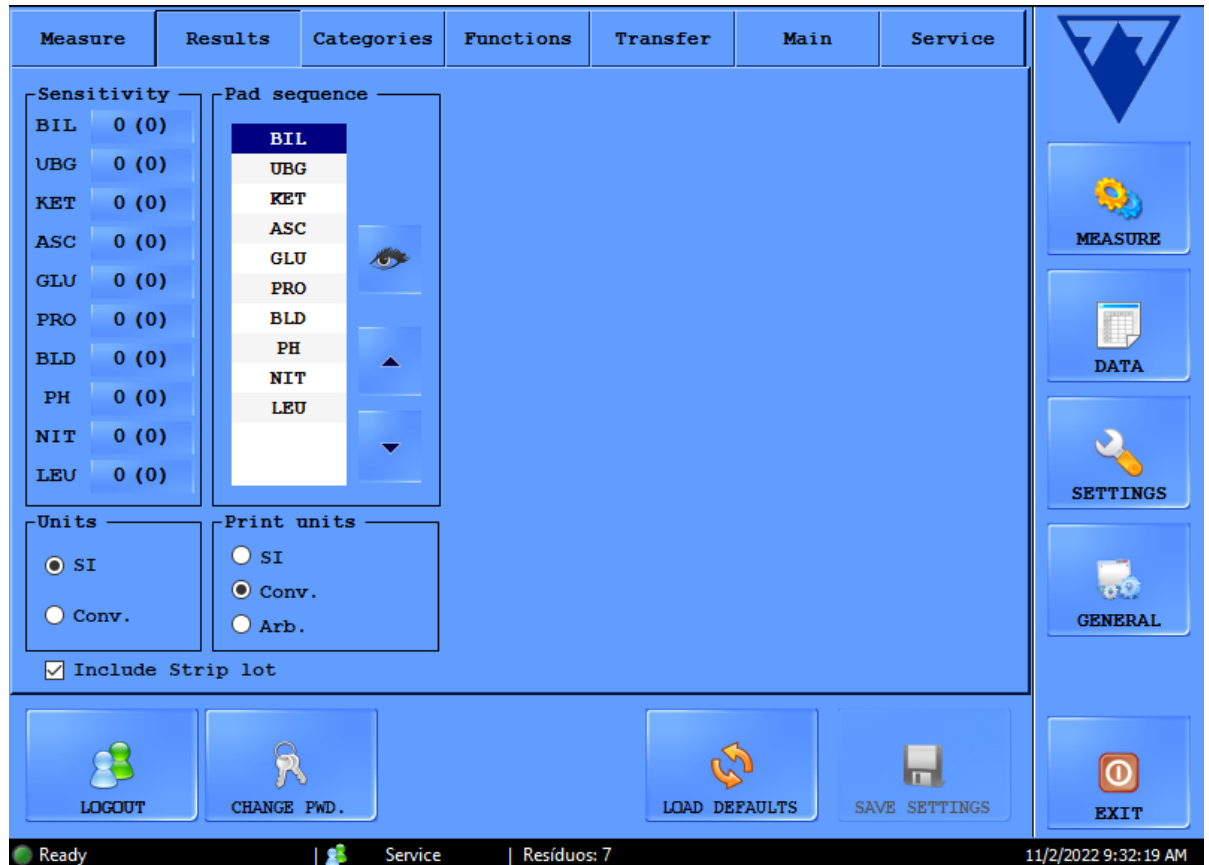 Measure Results Categories Functions Transfer Main Service
Sensitivity
BIL 0 (0)
UBG 0 (0)
KET 0 (0)
ASC 0 (0)
GLU 0 (0)
PRO 0 (0)
BLD 0 (0)
PH 0 (0)
NIT 0 (0)
LEU 0 (0)
Pad sequence
BIL
UBG
KET
ASC
GLU
PRO
BLD
PH
NIT
LEU
Units
SI
Conv.
Print units
SI
Conv.
Arb.
Include Strip lot
MEASURE
DATA
SETTINGS
GENERAL
LOGOUT CHANGE PWD. LOAD DEFAULTS SAVE SETTINGS EXIT
Ready | Service | Resíduos: 7 11/2/2022 9:32:19 AM